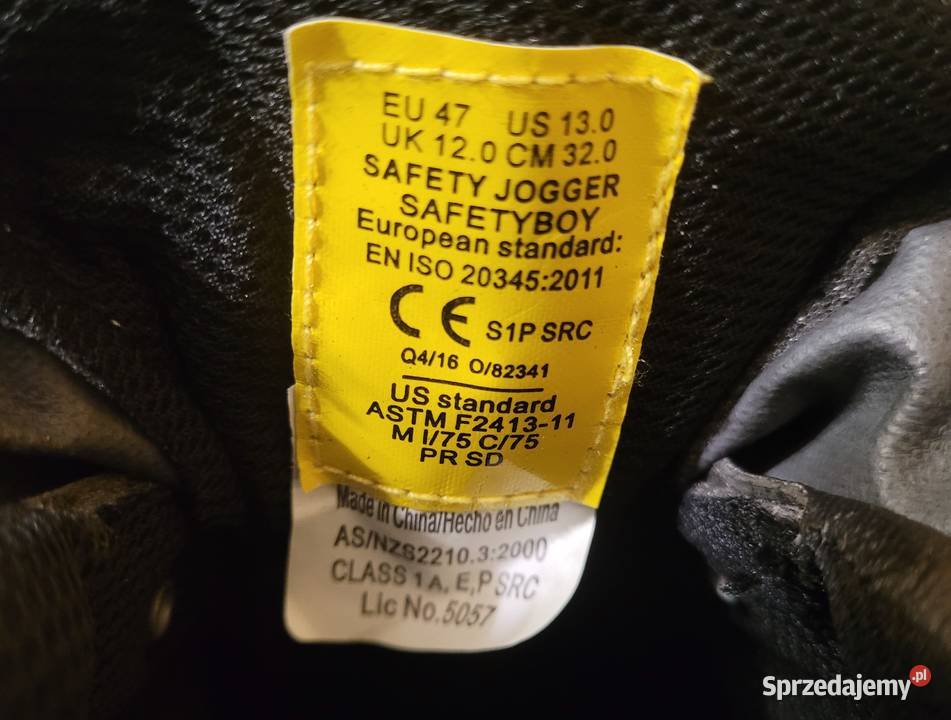 EU 47 US 13.0
UK 12.0 CM 32.0
SAFETY JOGGER
SAFETYBOY
European standard:
EN ISO 20345:2011
CE S1P SRC
Q4/16 O/82341
US standard
ASTM F2413-11
M I/75 C/75
PR SD
Made in China/Hecho en China
AS/NZS2210.3:2000
CLASS 1 A, E,P SRC
Lic No.5057
Sprzedajemy.pl